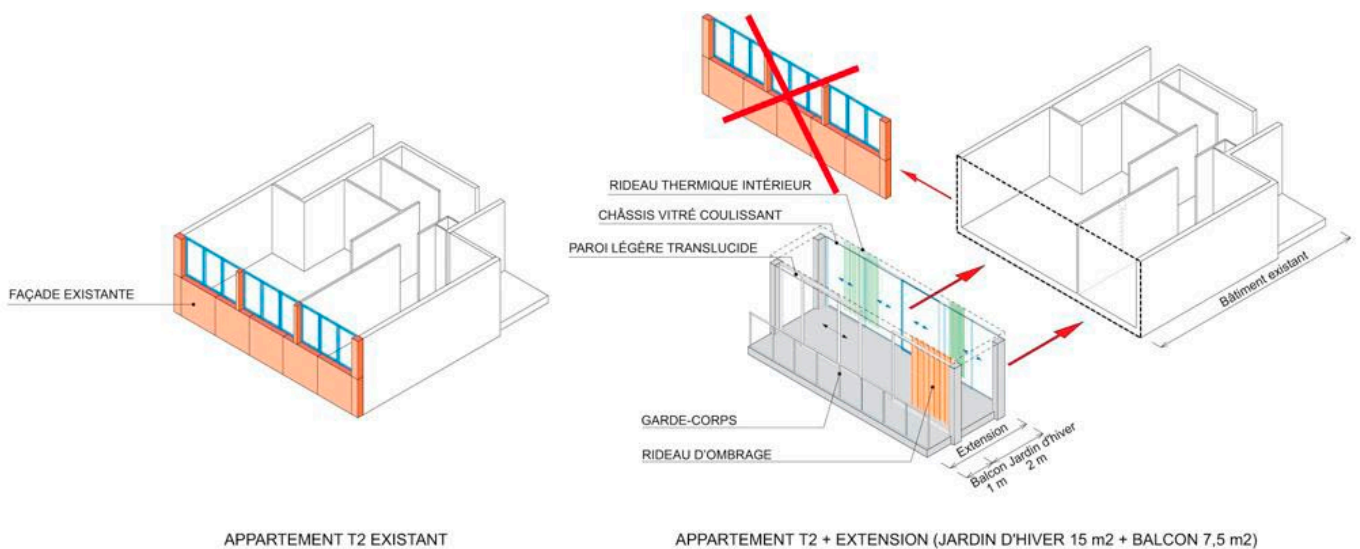 FAÇADE EXISTANTE
RIDEAU THERMIQUE INTÉRIEUR
CHÂSSIS VITRÉ COULISSANT
PAROI LÉGÈRE TRANSLUCIDE
Bâtiment existant
GARDE-CORPS
RIDEAU D'OMBRAGE
Extension
Balcon
1 m
Jardin d'hiver
2 m
APPARTEMENT T2 EXISTANT
APPARTEMENT T2 + EXTENSION (JARDIN D'HIVER 15 m2 + BALCON 7,5 m2)